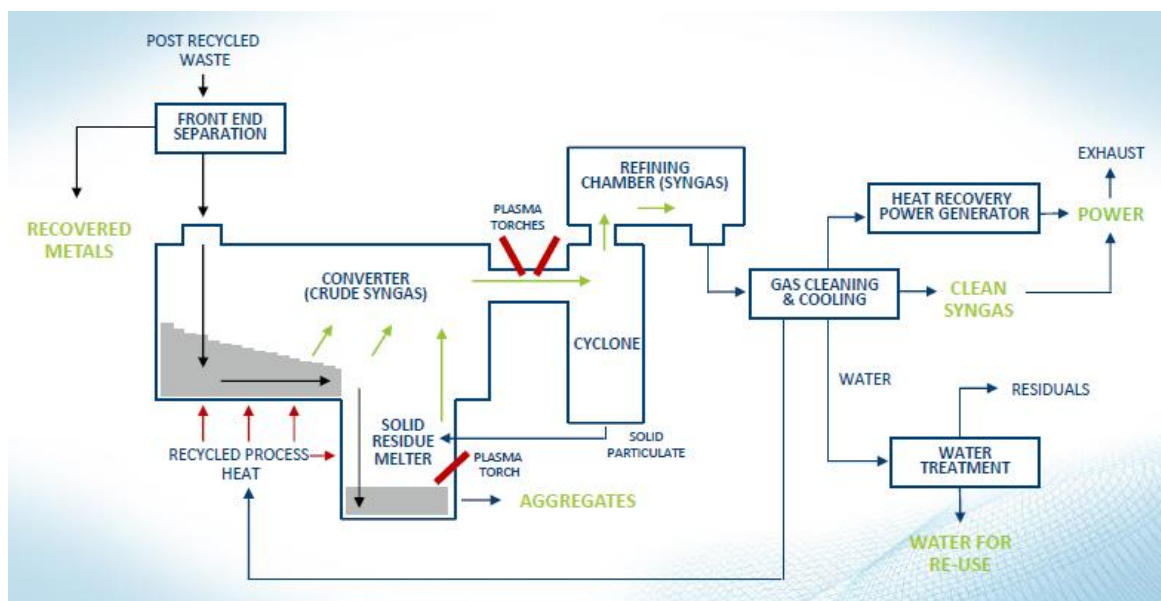 POST RECYCLED
WASTE
FRONT END
SEPARATION
RECOVERED
METALS
REFINING
CHAMBER (SYNGAS)
PLASMA
TORCHES
CONVERTER
(CRUDE SYNGAS)
CYCLONE
EXHAUST
HEAT RECOVERY
POWER GENERATOR
POWER
GAS CLEANING
& COOLING
CLEAN
SYNGAS
WATER
RESIDUALS
SOLID
RESIDUE
MELTER
SOLID
PARTICULATE
RECYCLED PROCESS
HEAT
PLASMA
TORCH
AGGREGATES
WATER
TREATMENT
WATER FOR
RE-USE